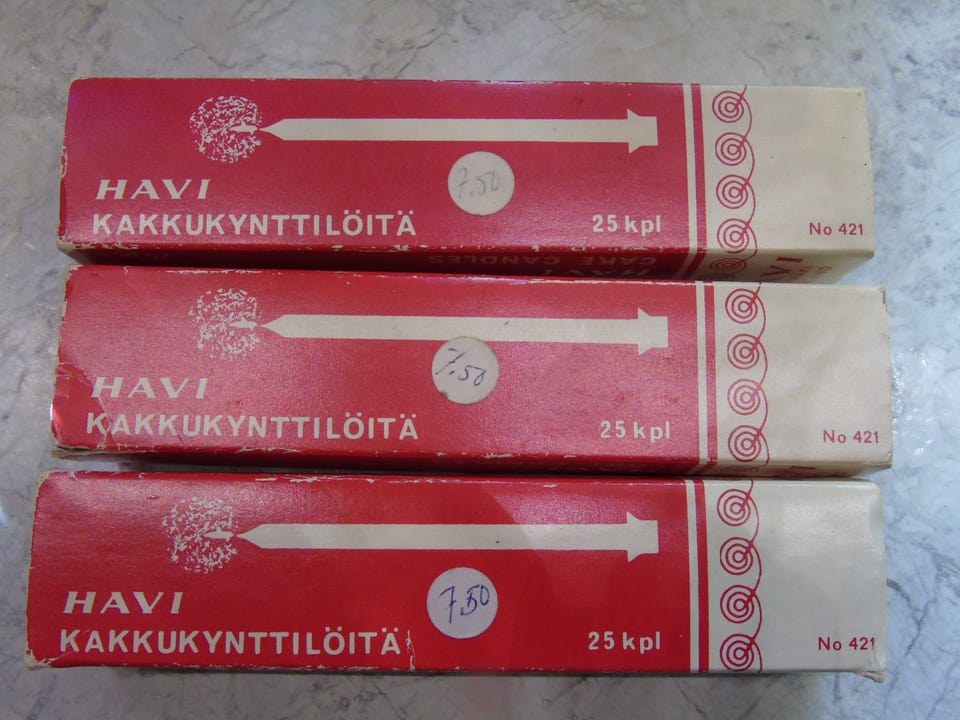 7,50
HAVI
KAKKUKYNTTILÖITÄ
25 kpl
No 421
HAVI
CAKE CANDLES
7,50
HAVI
KAKKUKYNTTILÖITÄ
25 kpl
No 421
7,50
HAVI
KAKKUKYNTTILÖITÄ
25 kpl
No 421